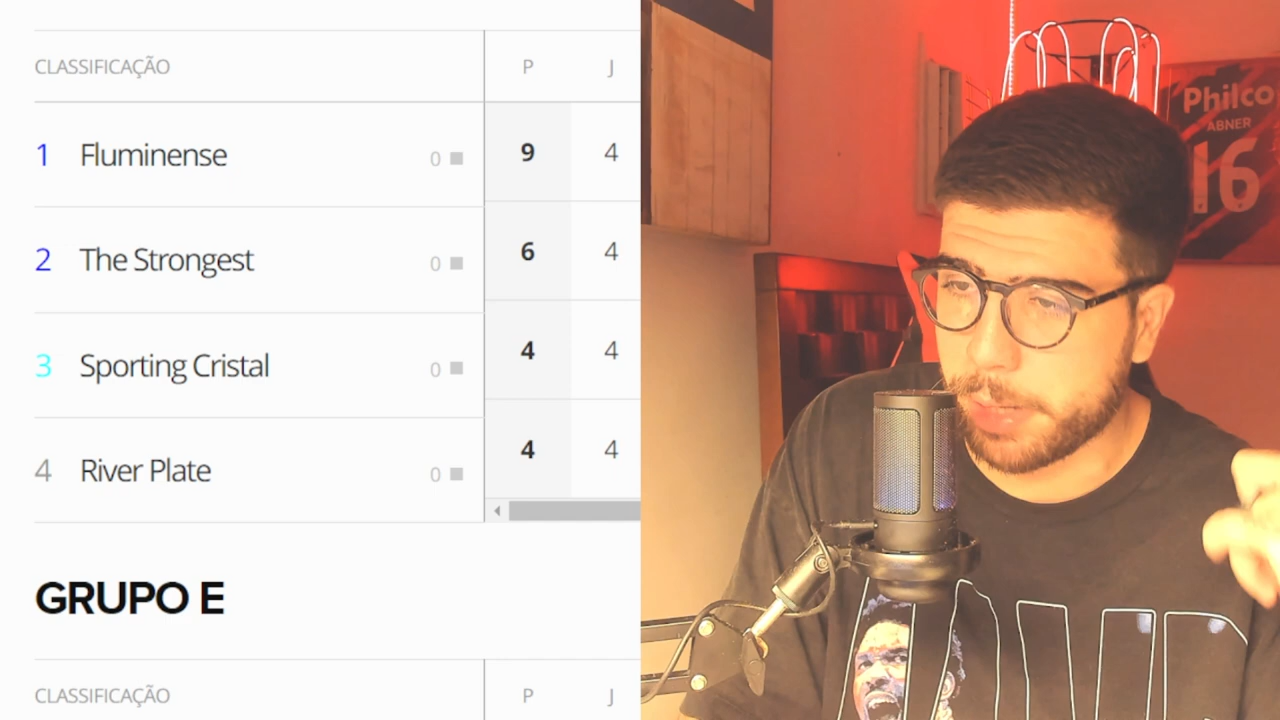 CLASSIFICAÇÃO P J
1 Fluminense 0 9 4
2 The Strongest 0 6 4
3 Sporting Cristal 0 4 4
4 River Plate 0 4 4
GRUPO E
CLASSIFICAÇÃO P J
Philco
ABNER
16